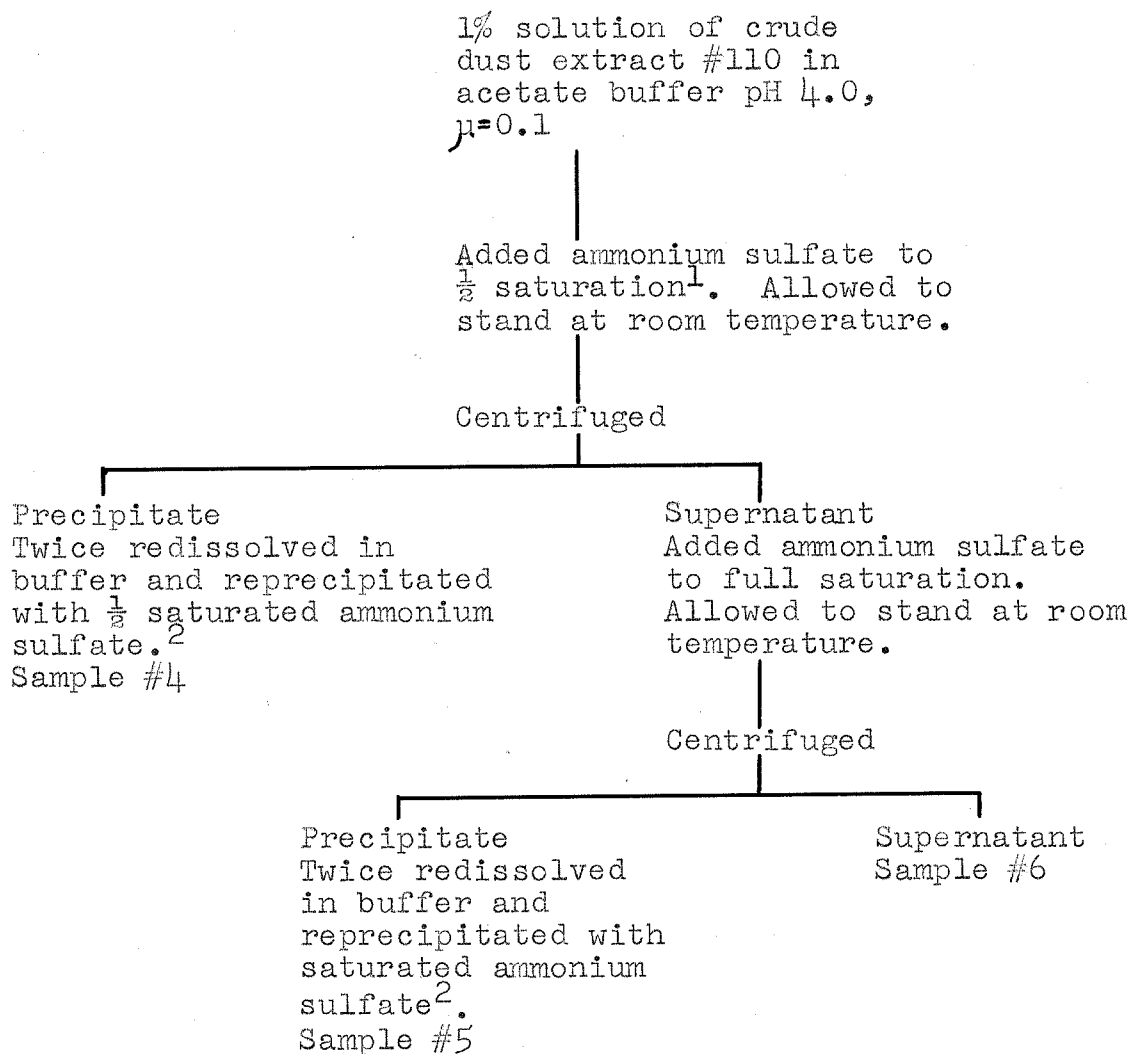 1% solution of crude
dust extract #110 in
acetate buffer pH 4.0,
µ=0.1
Added ammonium sulfate to
½ saturation¹. Allowed to
stand at room temperature.
Centrifuged
Precipitate
Twice redissolved in
buffer and reprecipitated
with ½ saturated ammonium
sulfate.²
Sample #4
Supernatant
Added ammonium sulfate
to full saturation.
Allowed to stand at room
temperature.
Centrifuged
Precipitate
Twice redissolved
in buffer and
reprecipitated with
saturated ammonium
sulfate².
Sample #5
Supernatant
Sample #6